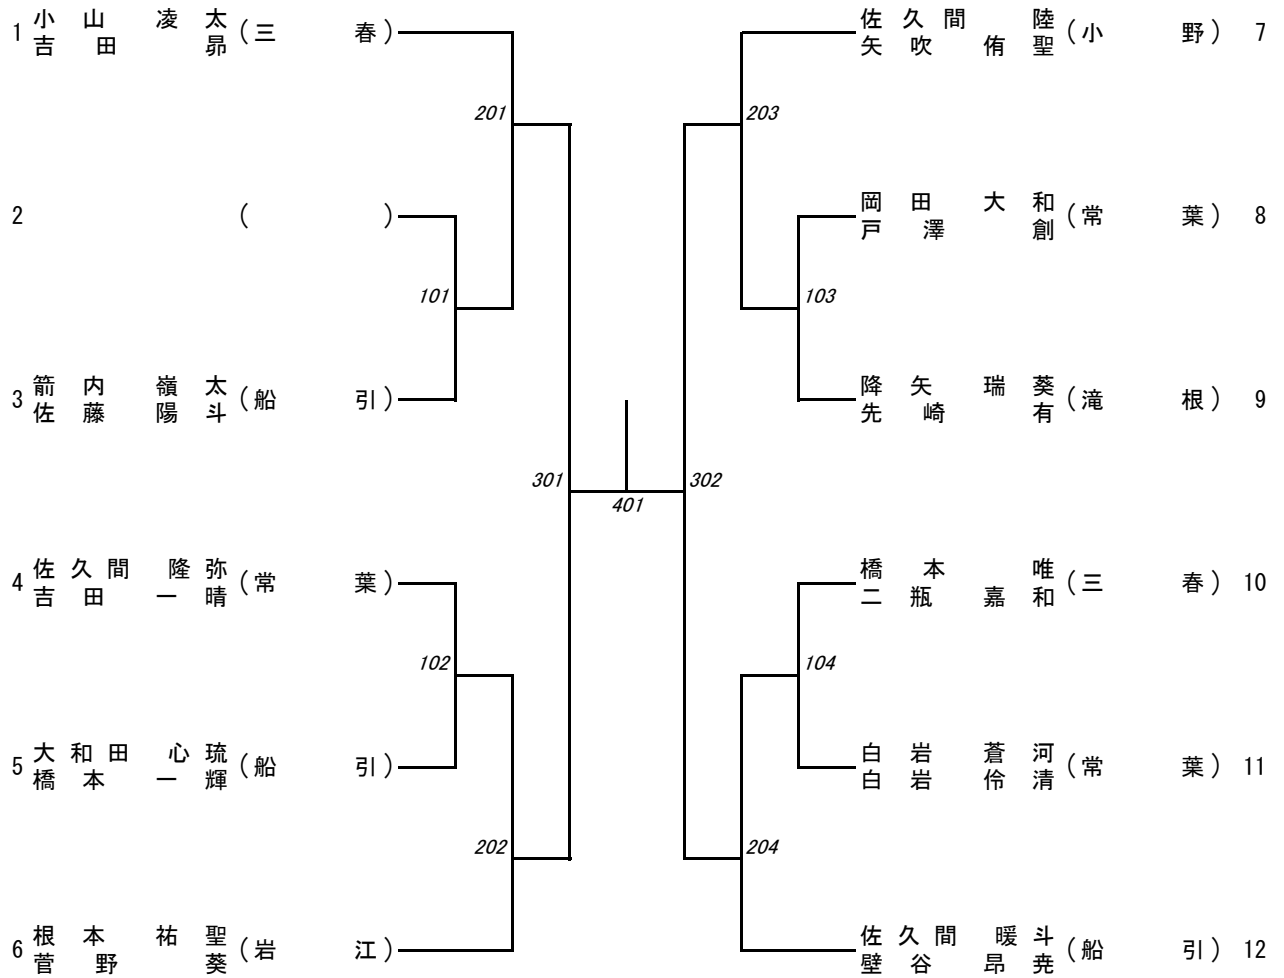 1 小山 凌太 (三 春)
吉田 昴
2 ( )
3 箭内 嶺太 (船 引)
佐藤 陽斗
4 佐久間 隆弥 (常 葉)
吉田 一晴
5 大和田 心琉 (船 引)
橋本 一輝
6 根本 祐聖 (岩 江)
菅野 葵
201
101
301
102
202
401
佐久間 陸 (小 野) 7
矢吹 侑聖
岡田 大和 (常 葉) 8
戸澤 創
降矢 瑞葵 (滝 根) 9
先崎 有
橋本 唯 (三 春) 10
二瓶 嘉和
白岩 蒼河 (常 葉) 11
白岩 伶清
佐久間 暖斗 (船 引) 12
壁谷 昂尭
203
103
302
104
204